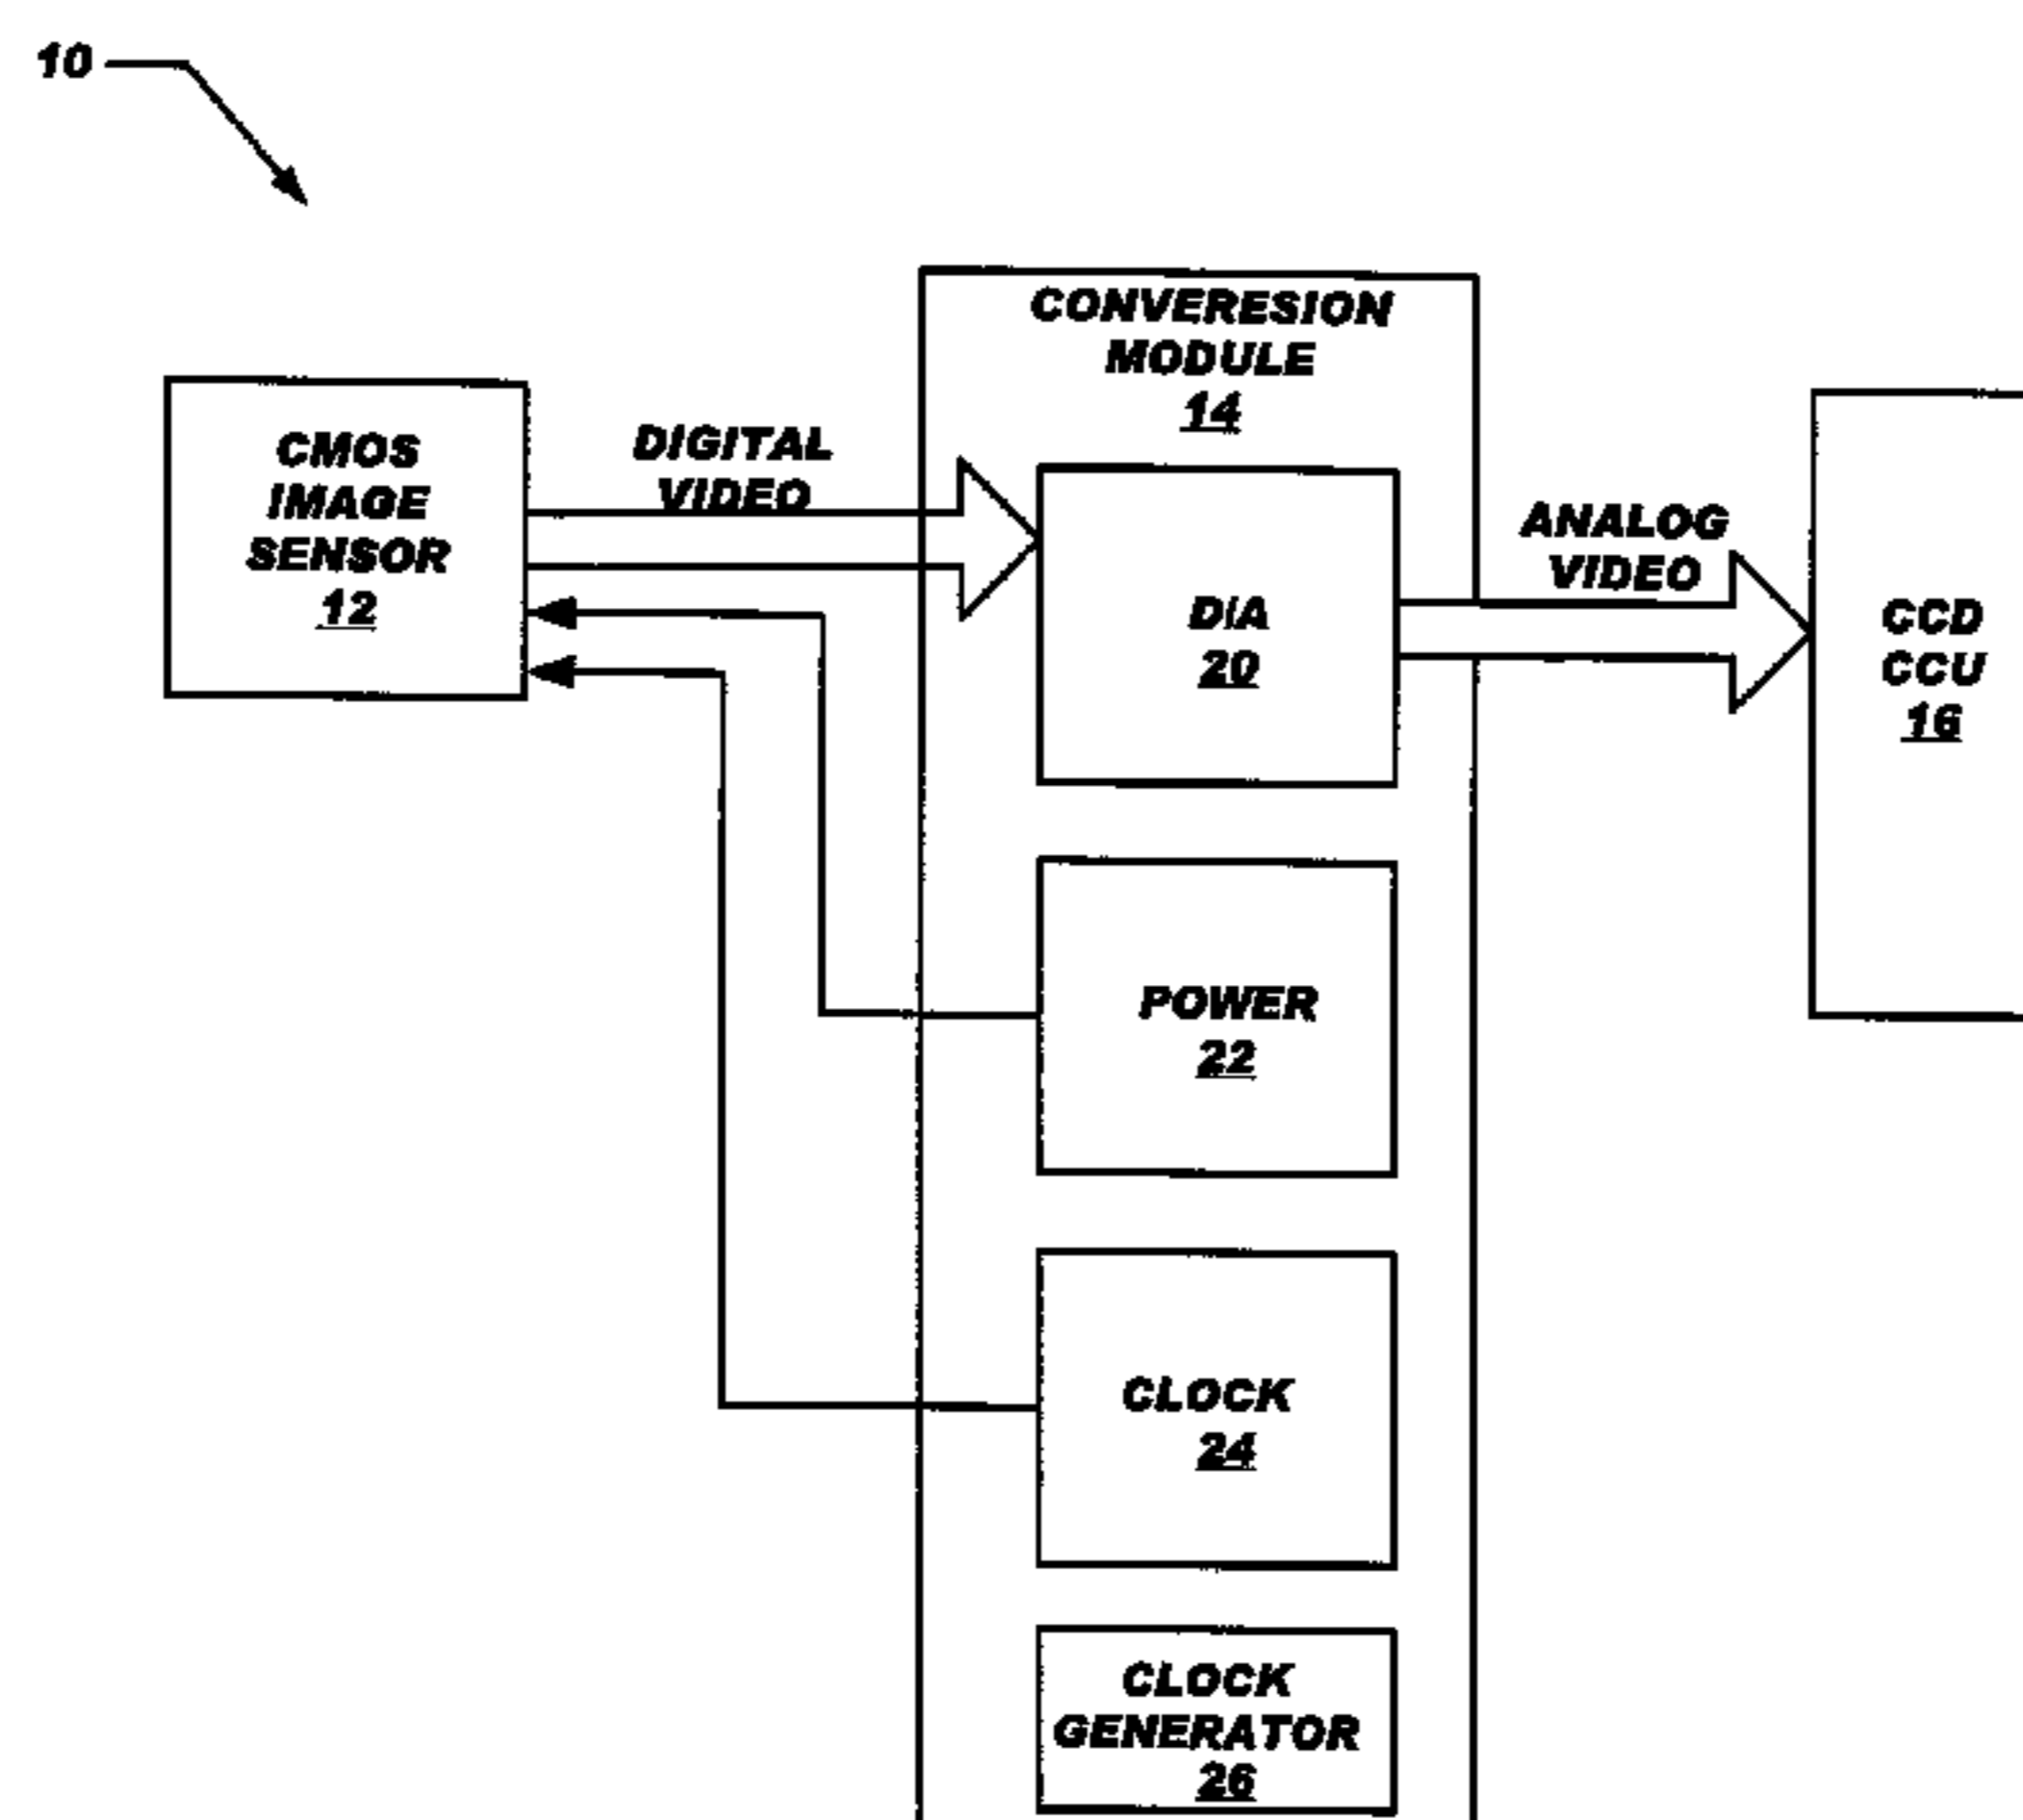 10
CONVERESION
MODULE
14
CMOS
IMAGE
SENSOR
12
DIGITAL
VIDEO
D/A
20
ANALOG
VIDEO
CCD
CCU
16
POWER
22
CLOCK
24
CLOCK
GENERATOR
26